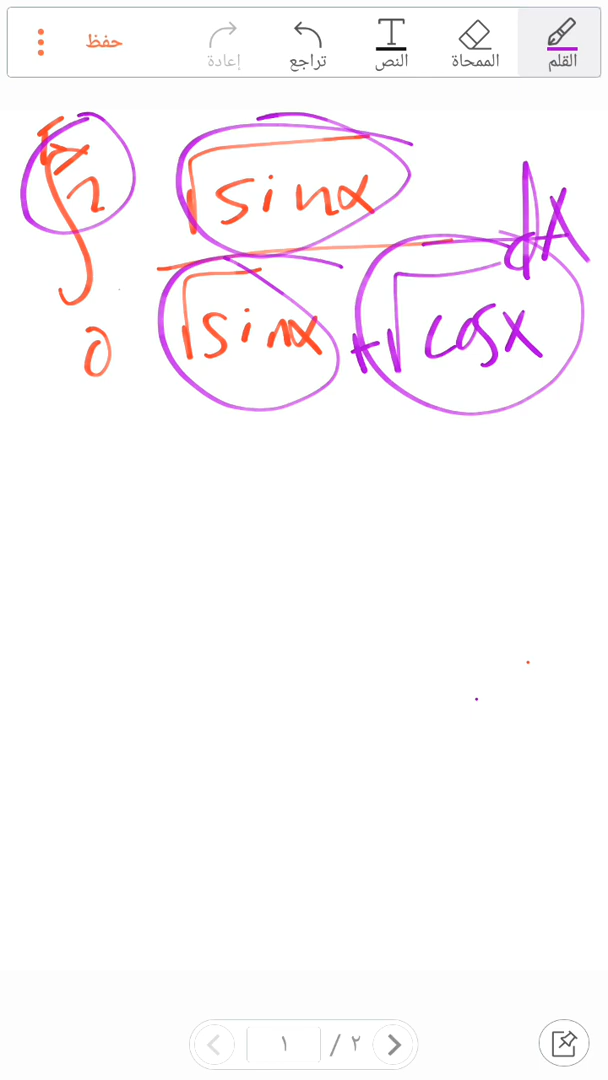 حفظ إعادة تراجع النص الممحاة القلم
∫ π/2 0 √sinx / √sinx + √cosx dx
١ / ٢